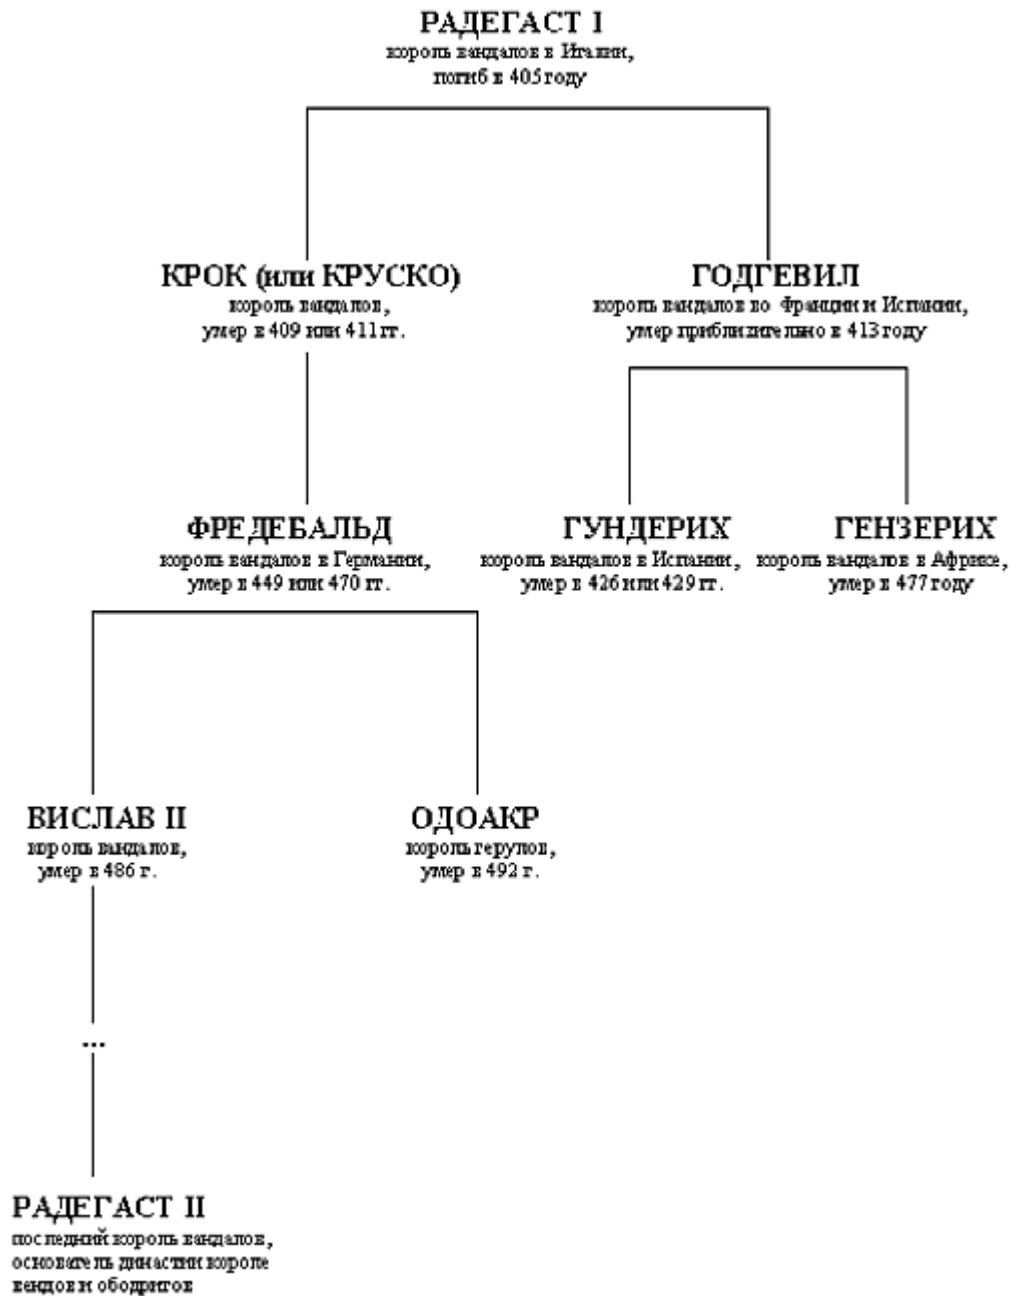 РАДЕГАСТ I
король вандалов в Италии,
погиб в 405 году
КРОК (или КРУСКО)
король вандалов,
умер в 409 или 411 гг.
ГОДГЕВИЛ
король вандалов во Франции и Испании,
умер приблизительно в 413 году
ФРЕДЕБАЛЬД
король вандалов в Германии,
умер в 449 или 470 гг.
ГУНДЕРИХ
король вандалов в Испании,
умер в 426 или 429 гг.
ГЕНЗЕРИХ
король вандалов в Африке,
умер в 477 году
ВИСЛАВ II
король вандалов,
умер в 486 г.
ОДОАКР
король герулов,
умер в 492 г.
...
РАДЕГАСТ II
последний король вандалов,
основатель династии короле
вендов и ободритов